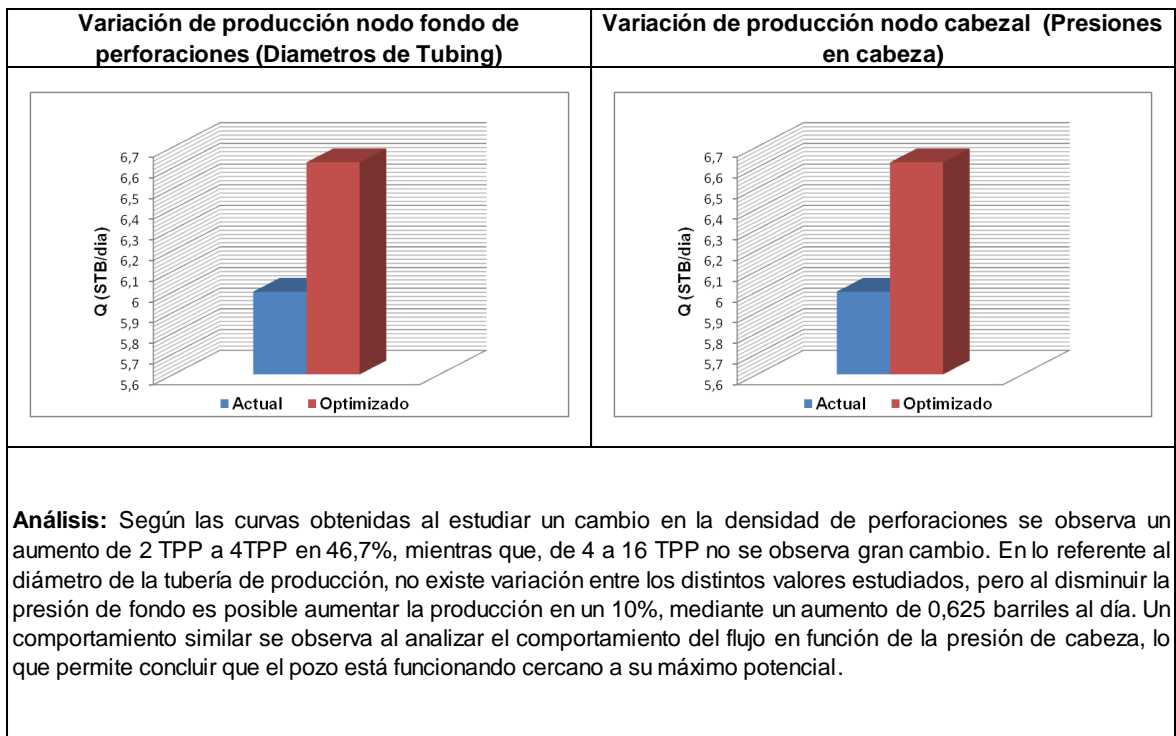 Variación de producción nodo fondo de
perforaciones (Diametros de Tubing)
Variación de producción nodo cabezal (Presiones
en cabeza)
Q (STB/dia)
6,7
6,6
6,5
6,4
6,3
6,2
6,1
6
5,9
5,8
5,7
5,6
Actual Optimizado
Q (STB/dia)
6,7
6,6
6,5
6,4
6,3
6,2
6,1
6
5,9
5,8
5,7
5,6
Actual Optimizado
Análisis: Según las curvas obtenidas al estudiar un cambio en la densidad de perforaciones se observa un
aumento de 2 TPP a 4TPP en 46,7%, mientras que, de 4 a 16 TPP no se observa gran cambio. En lo referente al
diámetro de la tubería de producción, no existe variación entre los distintos valores estudiados, pero al disminuir la
presión de fondo es posible aumentar la producción en un 10%, mediante un aumento de 0,625 barriles al día. Un
comportamiento similar se observa al analizar el comportamiento del flujo en función de la presión de cabeza, lo
que permite concluir que el pozo está funcionando cercano a su máximo potencial.